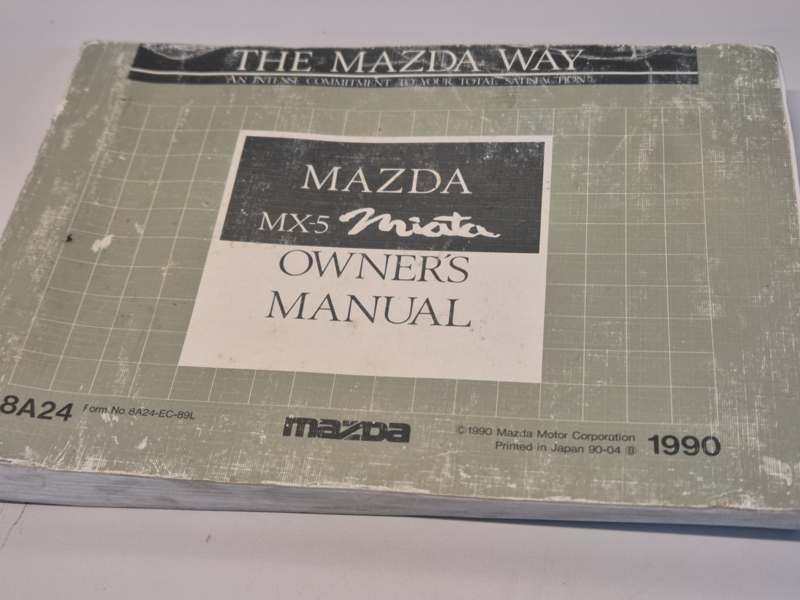 THE MAZDA WAY
AN INTENSE COMMITMENT TO YOUR TOTAL SATISFACTION
MAZDA
MX-5 Miata
OWNER'S
MANUAL
8A24 Form No. 8A24-EC-89L
mazda
©1990 Mazda Motor Corporation
Printed in Japan 90-04 Ⓑ
1990